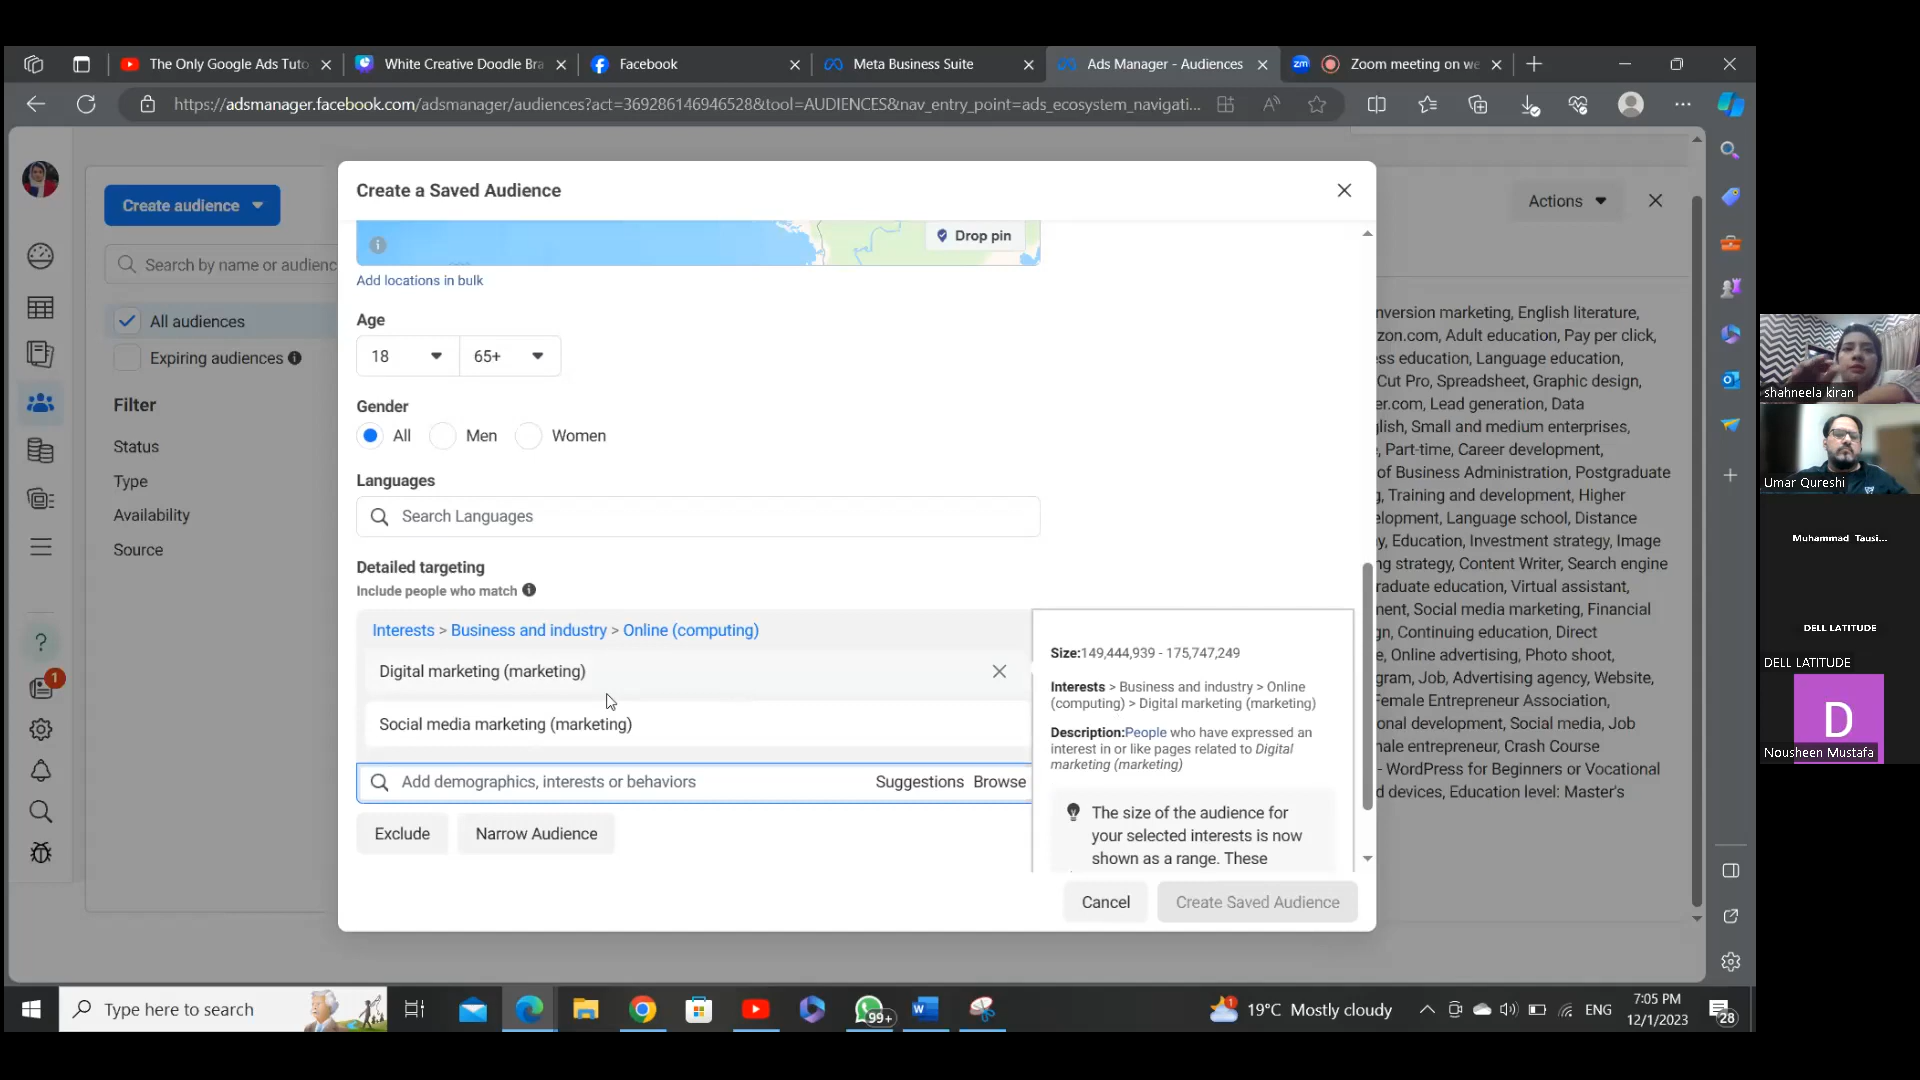 The Only Google Ads Tuto
White Creative Doodle Bra
Facebook
Meta Business Suite
Ads Manager - Audiences
zm
Zoom meeting on we
https://adsmanager.facebook.com/adsmanager/audiences?act=369286146946528&tool=AUDIENCES&nav_entry_point=ads_ecosystem_navigati...
Create audience
Search by name or audienc
All audiences
Expiring audiences
Filter
Status
Type
Availability
Source
1
Create a Saved Audience
Drop pin
Add locations in bulk
Age
18
65+
Gender
All
Men
Women
Languages
Search Languages
Detailed targeting
Include people who match
Interests > Business and industry > Online (computing)
Digital marketing (marketing)
Social media marketing (marketing)
Add demographics, interests or behaviors
Suggestions
Browse
Exclude
Narrow Audience
Size:149,444,939 - 175,747,249
Interests > Business and industry > Online
(computing) > Digital marketing (marketing)
Description:People who have expressed an
interest in or like pages related to Digital
marketing (marketing)
The size of the audience for
your selected interests is now
shown as a range. These
Cancel
Create Saved Audience
Actions
nversion marketing, English literature,
zon.com, Adult education, Pay per click,
ss education, Language education,
Cut Pro, Spreadsheet, Graphic design,
er.com, Lead generation, Data
glish, Small and medium enterprises,
, Part-time, Career development,
of Business Administration, Postgraduate
g, Training and development, Higher
elopment, Language school, Distance
y, Education, Investment strategy, Image
ng strategy, Content Writer, Search engine
raduate education, Virtual assistant,
ment, Social media marketing, Financial
gn, Continuing education, Direct
e, Online advertising, Photo shoot,
gram, Job, Advertising agency, Website,
Female Entrepreneur Association,
onal development, Social media, Job
nale entrepreneur, Crash Course
- WordPress for Beginners or Vocational
d devices, Education level: Master's
shahneela kiran
Umar Qureshi
Muhammad Tausi...
DELL LATITUDE
DELL LATITUDE
D
Nousheen Mustafa
Type here to search
99+
19°C Mostly cloudy
ENG
7:05 PM
12/1/2023
28